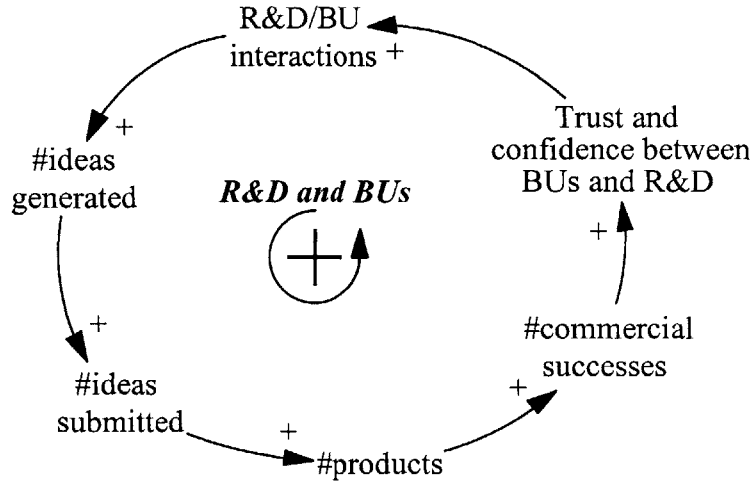 R&D/BU
interactions +
+
#ideas
generated
+
#ideas
submitted
+
#products
+
#commercial
successes
+
Trust and
confidence between
BUs and R&D
R&D and BUs
+